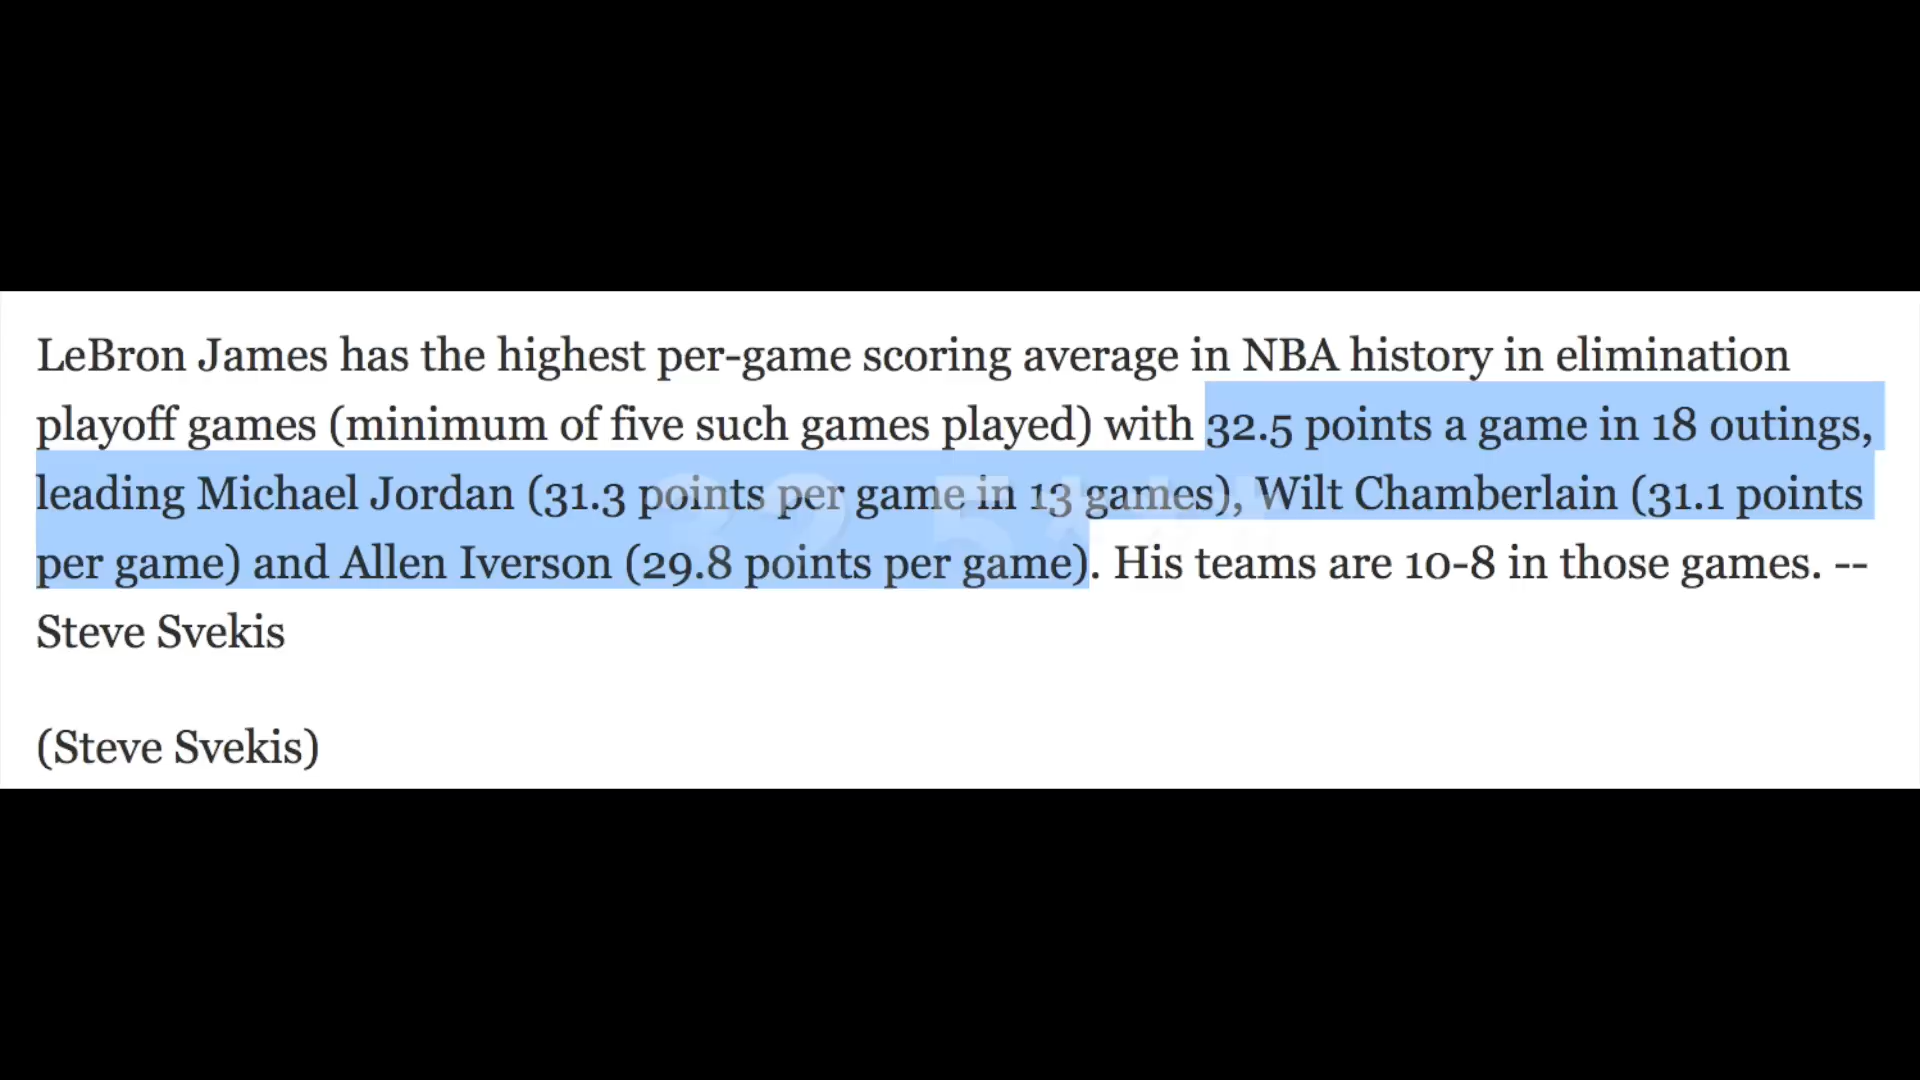 LeBron James has the highest per-game scoring average in NBA history in elimination
playoff games (minimum of five such games played) with 32.5 points a game in 18 outings,
leading Michael Jordan (31.3 points per game in 13 games), Wilt Chamberlain (31.1 points
per game) and Allen Iverson (29.8 points per game). His teams are 10-8 in those games. --
Steve Svekis
(Steve Svekis)